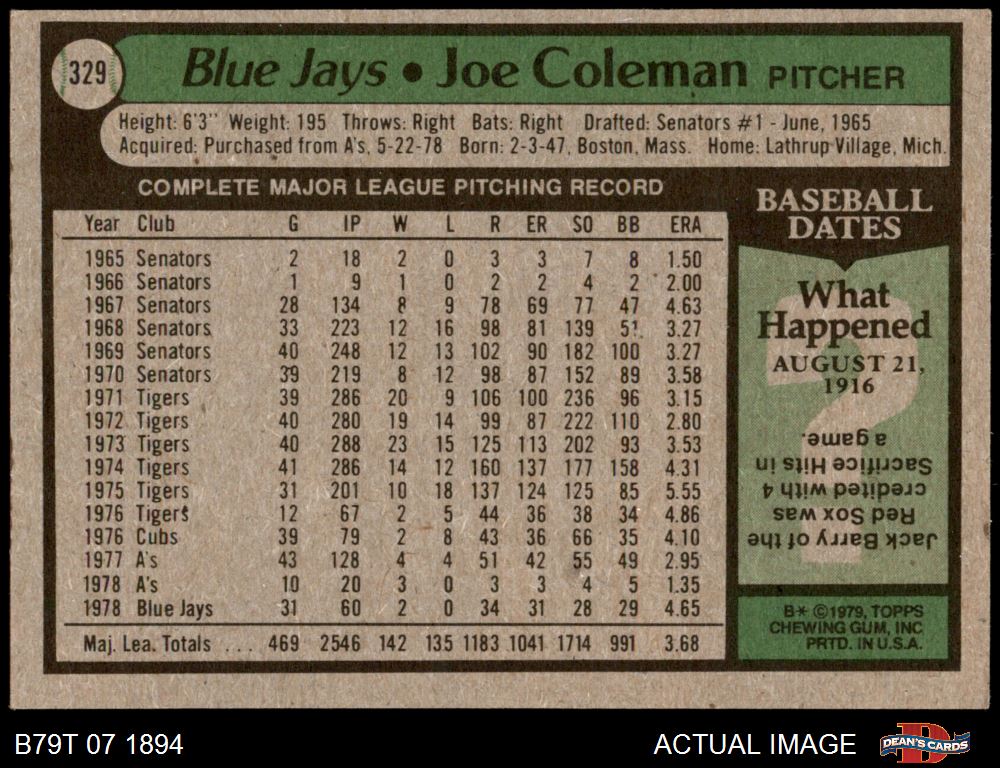 329
Blue Jays • Joe Coleman PITCHER
Height: 6'3" Weight: 195 Throws: Right Bats: Right Drafted: Senators #1 - June, 1965
Acquired: Purchased from A's, 5-22-78 Born: 2-3-47, Boston, Mass. Home: Lathrup Village, Mich.
COMPLETE MAJOR LEAGUE PITCHING RECORD
Year Club G IP W L R ER SO BB ERA
1965 Senators 2 18 2 0 3 3 7 8 1.50
1966 Senators 1 9 1 0 2 2 4 2 2.00
1967 Senators 28 134 8 9 78 69 77 47 4.63
1968 Senators 33 223 12 16 98 81 139 51 3.27
1969 Senators 40 248 12 13 102 90 182 100 3.27
1970 Senators 39 219 8 12 98 87 152 89 3.58
1971 Tigers 39 286 20 9 106 100 236 96 3.15
1972 Tigers 40 280 19 14 99 87 222 110 2.80
1973 Tigers 40 288 23 15 125 113 202 93 3.53
1974 Tigers 41 286 14 12 160 137 177 158 4.31
1975 Tigers 31 201 10 18 137 124 125 85 5.55
1976 Tigers 12 67 2 5 44 36 38 34 4.86
1976 Cubs 39 79 2 8 43 36 66 35 4.10
1977 A's 43 128 4 4 51 42 55 49 2.95
1978 A's 10 20 3 0 3 3 4 5 1.35
1978 Blue Jays 31 60 2 0 34 31 28 29 4.65
Maj. Lea. Totals ... 469 2546 142 135 1183 1041 1714 991 3.68
BASEBALL
DATES
What
Happened
AUGUST 21,
1916
Jack Barry of the
Red Sox was
credited with 4
Sacrifice Hits in
a game.
B* ©1979, TOPPS
CHEWING GUM, INC
PRTD. IN U.S.A.
B79T 07 1894
ACTUAL IMAGE
D
DEAN'S CARDS